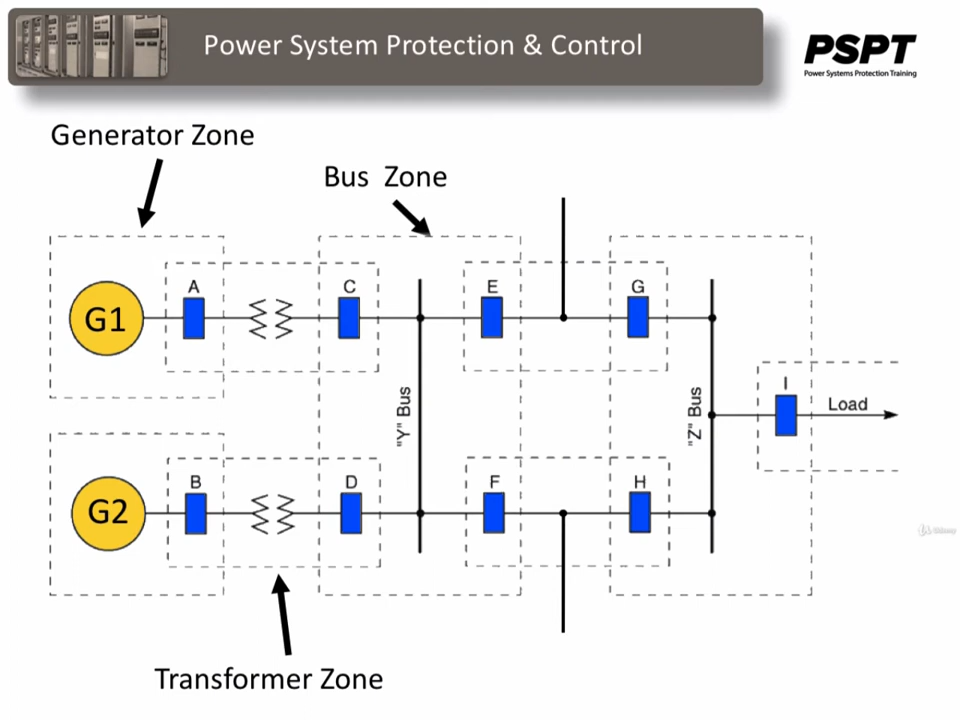 Power System Protection & Control
PSPT
Power Systems Protection Training
Generator Zone
Bus Zone
A
C
E
G
G1
"Y" Bus
"Z" Bus
I
Load
B
D
F
H
G2
Udemy
Transformer Zone